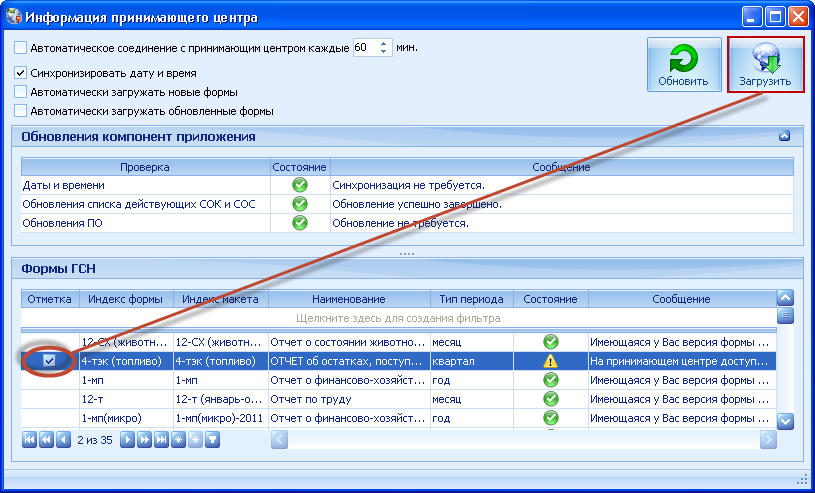 Информация принимающего центра
Автоматическое соединение с принимающим центром каждые 60 мин.
Синхронизировать дату и время
Автоматически загружать новые формы
Автоматически загружать обновленные формы
Обновить
Загрузить
Обновления компонент приложения
Проверка Состояние Сообщение
Даты и времени Синхронизация не требуется.
Обновления списка действующих СОК и СОС Обновление успешно завершено.
Обновления ПО Обновление не требуется.
Формы ГСН
Отметка Индекс формы Индекс макета Наименование Тип периода Состояние Сообщение
Щелкните здесь для создания фильтра
12-СХ (животн... 12-СХ (животн... Отчет о состоянии животно... месяц Имеющаяся у Вас версия формы ...
4-тэк (топливо) 4-тэк (топливо) ОТЧЕТ об остатках, поступ... квартал На принимающем центре доступ...
1-мп 1-мп Отчет о финансово-хозяйст... год Имеющаяся у Вас версия формы ...
12-т 12-т (январь-о... Отчет по труду месяц Имеющаяся у Вас версия формы ...
1-мп(микро) 1-мп(микро)-2011 Отчет о финансово-хозяйст... год Имеющаяся у Вас версия формы ...
2 из 35